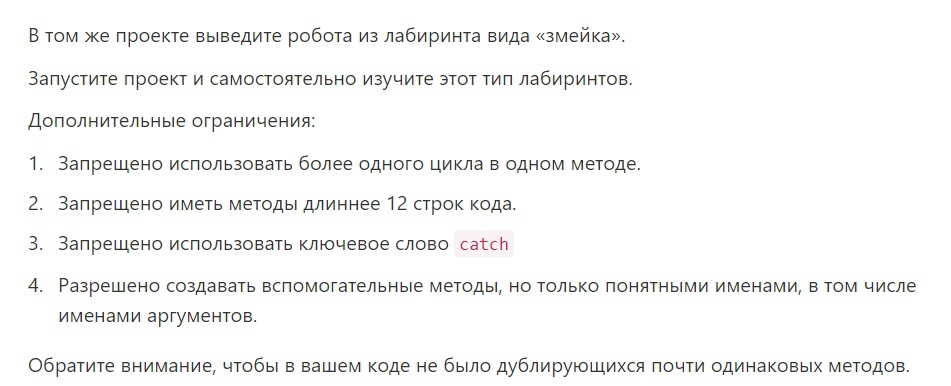 В том же проекте выведите робота из лабиринта вида «змейка».
Запустите проект и самостоятельно изучите этот тип лабиринтов.
Дополнительные ограничения:
1. Запрещено использовать более одного цикла в одном методе.
2. Запрещено иметь методы длиннее 12 строк кода.
3. Запрещено использовать ключевое слово catch
4. Разрешено создавать вспомогательные методы, но только понятными именами, в том числе
именами аргументов.
Обратите внимание, чтобы в вашем коде не было дублирующихся почти одинаковых методов.